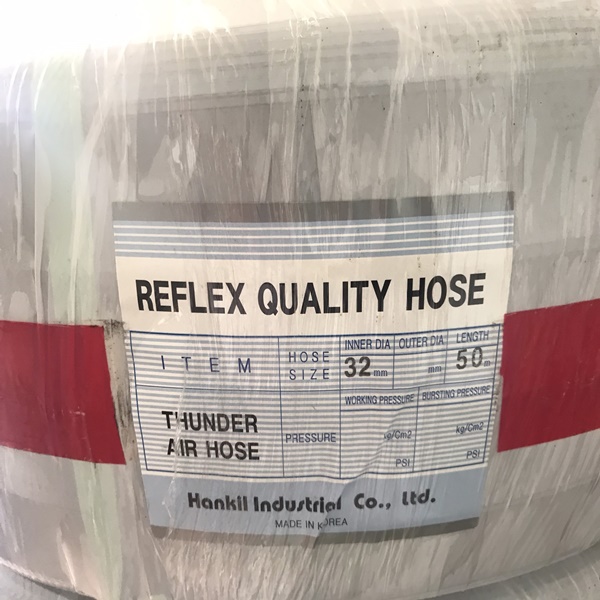 REFLEX QUALITY HOSE
ITEM HOSE SIZE INNER DIA 32 mm OUTER DIA mm LENGTH 50 m
THUNDER AIR HOSE PRESSURE WORKING PRESSURE kg/Cm2 PSI BURSTING PRESSURE kg/Cm2 PSI
Hankil Industrial Co., Ltd.
MADE IN KOREA